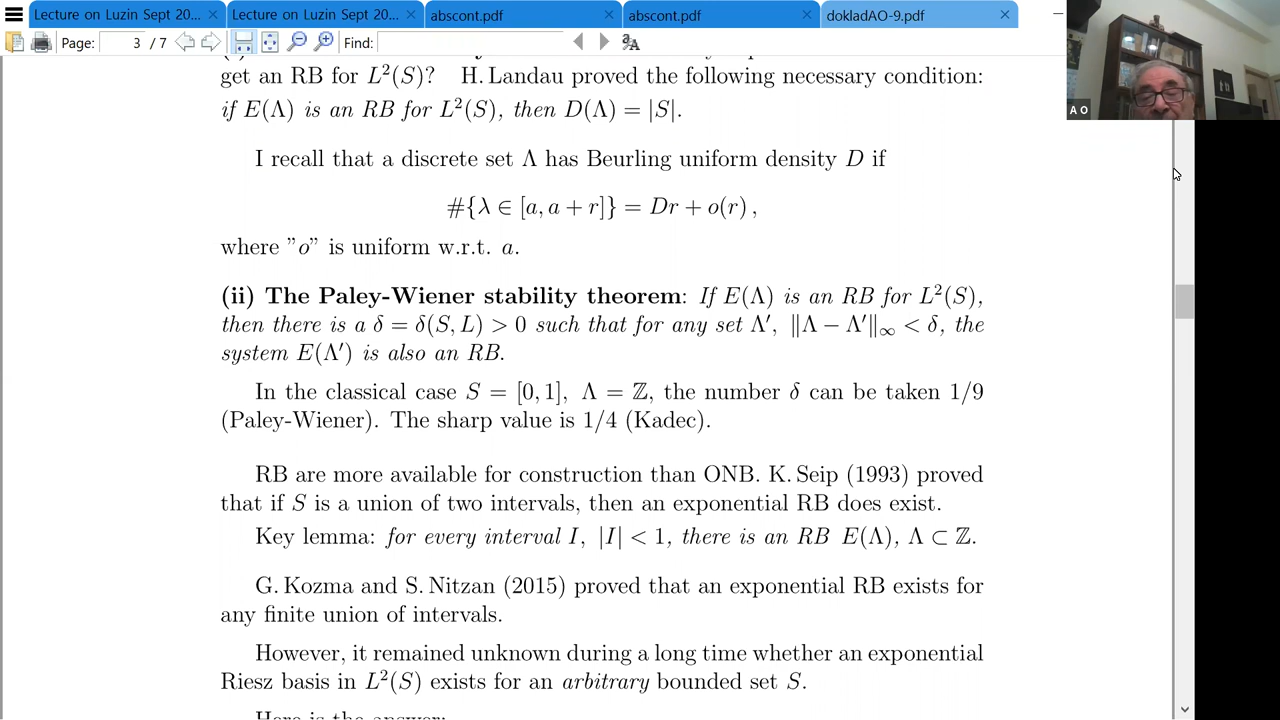 Lecture on Luzin Sept 20...
Lecture on Luzin Sept 20...
abscont.pdf
abscont.pdf
dokladAO-9.pdf
Page: 3 / 7 Find:
get an RB for L²(S)? H. Landau proved the following necessary condition:
if E(Λ) is an RB for L²(S), then D(Λ) = |S|.
I recall that a discrete set Λ has Beurling uniform density D if
#{λ ∈ [a, a + r]} = Dr + o(r) ,
where "o" is uniform w.r.t. a.
(ii) The Paley-Wiener stability theorem: If E(Λ) is an RB for L²(S),
then there is a δ = δ(S, L) > 0 such that for any set Λ′, ‖Λ − Λ′‖∞ < δ, the
system E(Λ′) is also an RB.
In the classical case S = [0, 1], Λ = ℤ, the number δ can be taken 1/9
(Paley-Wiener). The sharp value is 1/4 (Kadec).
RB are more available for construction than ONB. K. Seip (1993) proved
that if S is a union of two intervals, then an exponential RB does exist.
Key lemma: for every interval I, |I| < 1, there is an RB E(Λ), Λ ⊂ ℤ.
G. Kozma and S. Nitzan (2015) proved that an exponential RB exists for
any finite union of intervals.
However, it remained unknown during a long time whether an exponential
Riesz basis in L²(S) exists for an arbitrary bounded set S.
Here is the answer:
A O